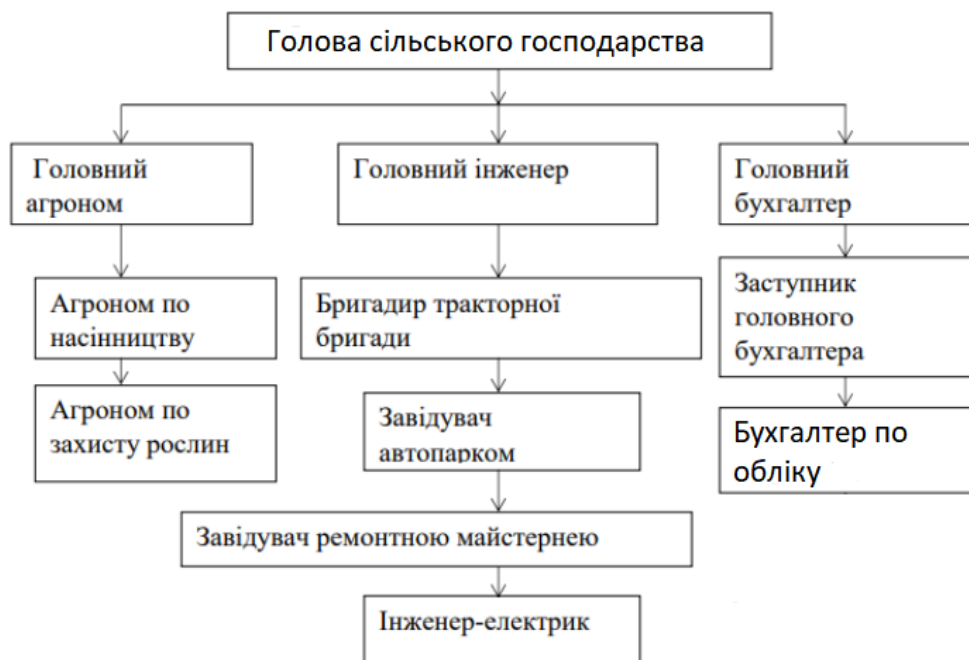 Голова сільського господарства
Головний
агроном
Головний інженер
Головний
бухгалтер
Агроном по
насінництву
Бригадир тракторної
бригади
Заступник
головного
бухгалтера
Агроном по
захисту рослин
Завідувач
автопарком
Бухгалтер по
обліку
Завідувач ремонтною майстернею
Інженер-електрик